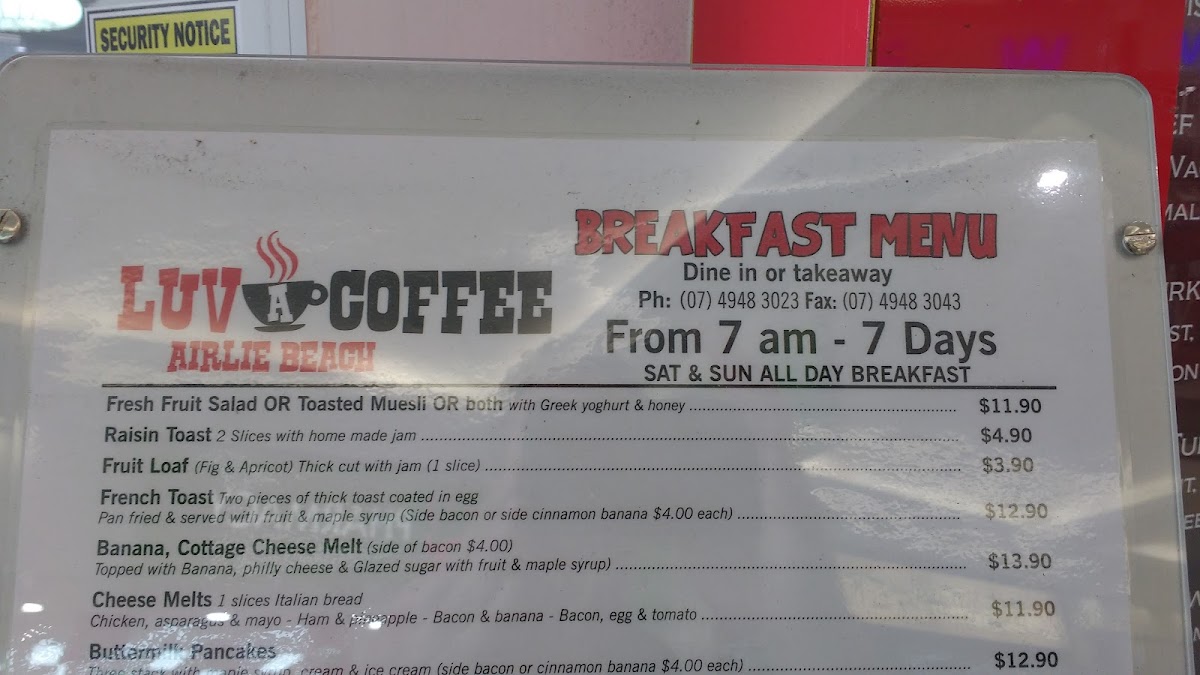 SECURITY NOTICE
LUV A COFFEE
AIRLIE BEACH
BREAKFAST MENU
Dine in or takeaway
Ph: (07) 4948 3023 Fax: (07) 4948 3043
From 7 am - 7 Days
SAT & SUN ALL DAY BREAKFAST
Fresh Fruit Salad OR Toasted Muesli OR both with Greek yoghurt & honey $11.90
Raisin Toast 2 Slices with home made jam $4.90
Fruit Loaf (Fig & Apricot) Thick cut with jam (1 slice) $3.90
French Toast Two pieces of thick toast coated in egg
Pan fried & served with fruit & maple syrup (Side bacon or side cinnamon banana $4.00 each) $12.90
Banana, Cottage Cheese Melt (side of bacon $4.00)
Topped with Banana, philly cheese & Glazed sugar with fruit & maple syrup) $13.90
Cheese Melts 1 slices Italian bread
Chicken, asparagus & mayo - Ham & pineapple - Bacon & banana - Bacon, egg & tomato $11.90
Buttermilk Pancakes
Three stack with maple syrup, cream & ice cream (side bacon or cinnamon banana $4.00 each) $12.90